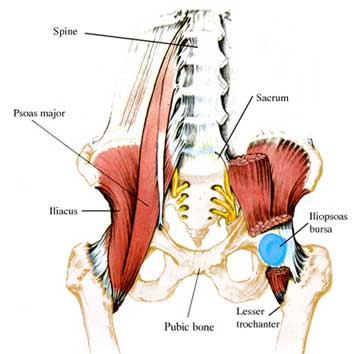 Spine
Sacrum
Psoas major
Iliacus
Iliopsoas
bursa
Lesser
trochanter
Pubic bone